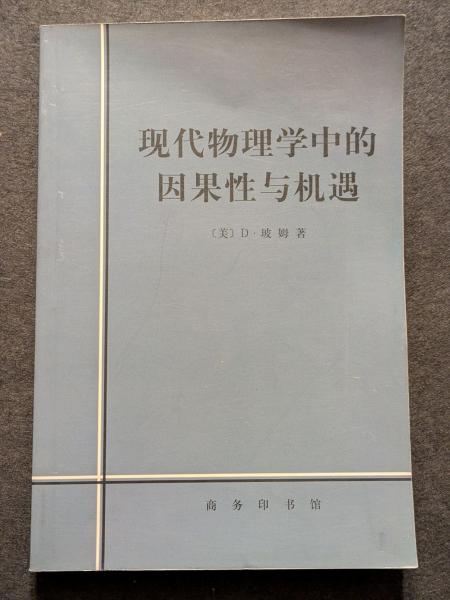 现代物理学中的
因果性与机遇
〔美〕D·玻姆 著
商务印书馆